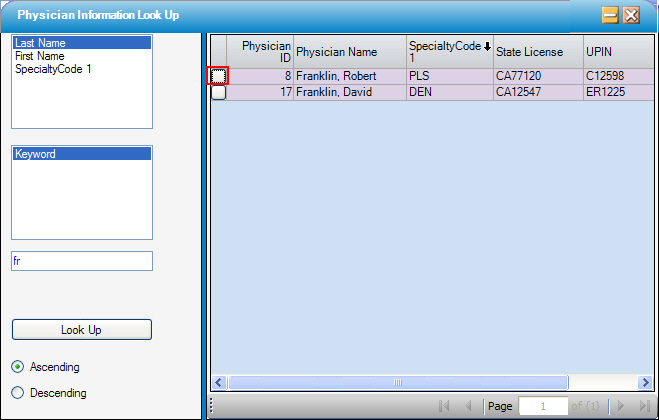 Physician Information Look Up
Last Name
First Name
SpecialtyCode 1
Keyword
fr
Look Up
Ascending
Descending
Physician ID Physician Name SpecialtyCode 1 State License UPIN
8 Franklin, Robert PLS CA77120 C12598
17 Franklin, David DEN CA12547 ER1225
Page 1 of {1}